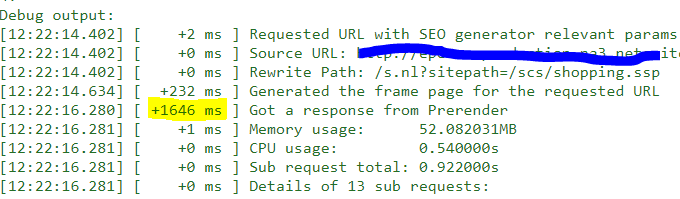 Debug output:
[12:22:14.402] [ +2 ms ] Requested URL with SEO generator relevant params
[12:22:14.402] [ +0 ms ] Source URL:
[12:22:14.402] [ +0 ms ] Rewrite Path: /s.nl?sitepath=/scs/shopping.ssp
[12:22:14.634] [ +232 ms ] Generated the frame page for the requested URL
[12:22:16.280] [ +1646 ms ] Got a response from Prerender
[12:22:16.281] [ +1 ms ] Memory usage: 52.082031MB
[12:22:16.281] [ +0 ms ] CPU usage: 0.540000s
[12:22:16.281] [ +0 ms ] Sub request total: 0.922000s
[12:22:16.281] [ +0 ms ] Details of 13 sub requests: